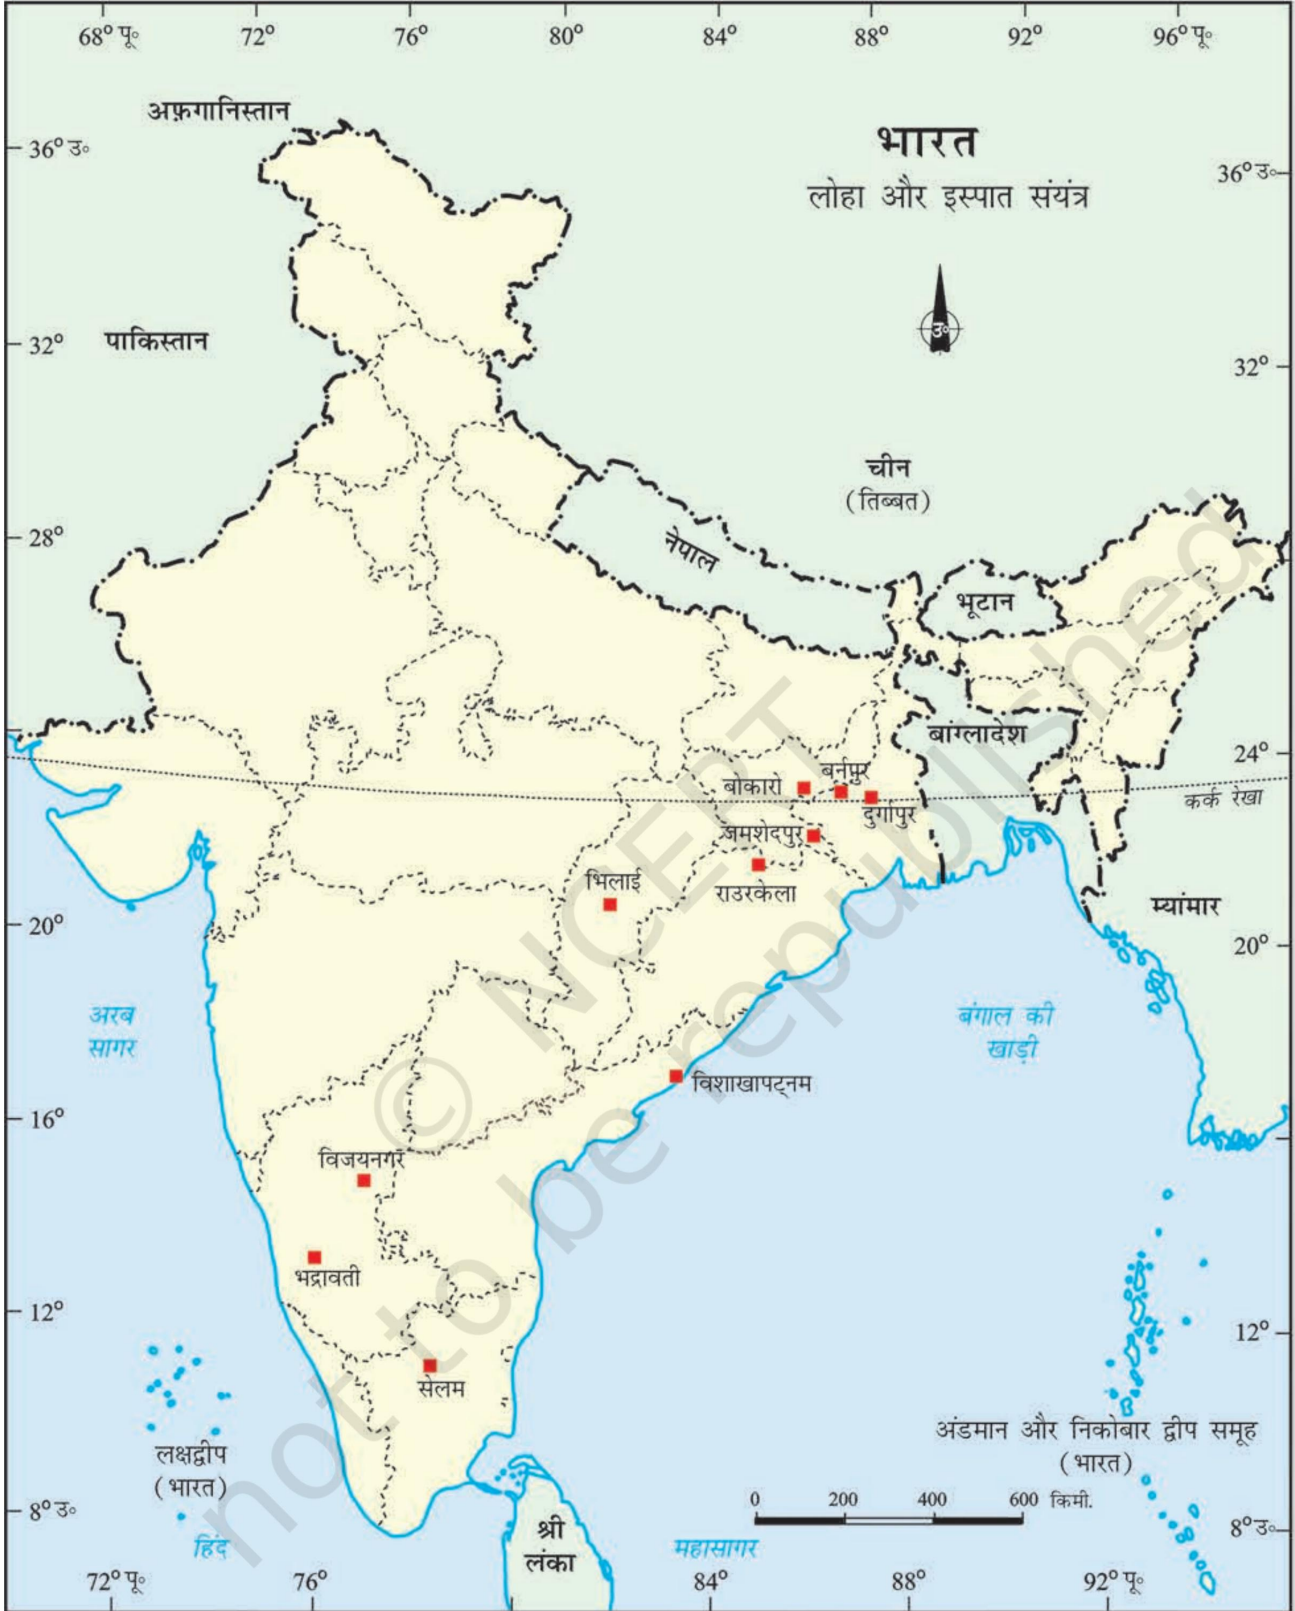 68° पू॰ 72° 76° 80° 84° 88° 92° 96° पू॰
अफ़गानिस्तान
भारत
लोहा और इस्पात संयंत्र
36° उ॰
36° उ॰
उ॰
पाकिस्तान
32°
32°
चीन
(तिब्बत)
28°
नेपाल
भूटान
बांग्लादेश
24°
बोकारो
बर्नपुर
कर्क रेखा
दुर्गापुर
जमशेदपुर
भिलाई
राउरकेला
म्यांमार
20°
20°
अरब
सागर
बंगाल की
खाड़ी
विशाखापट्नम
16°
विजयनगर
भद्रावती
12°
12°
सेलम
लक्षद्वीप
(भारत)
अंडमान और निकोबार द्वीप समूह
(भारत)
0 200 400 600 किमी.
8° उ॰
8° उ॰
श्री
लंका
हिंद
महासागर
72° पू॰ 76° 84° 88° 92° पू॰
© NCERT
not to be republished